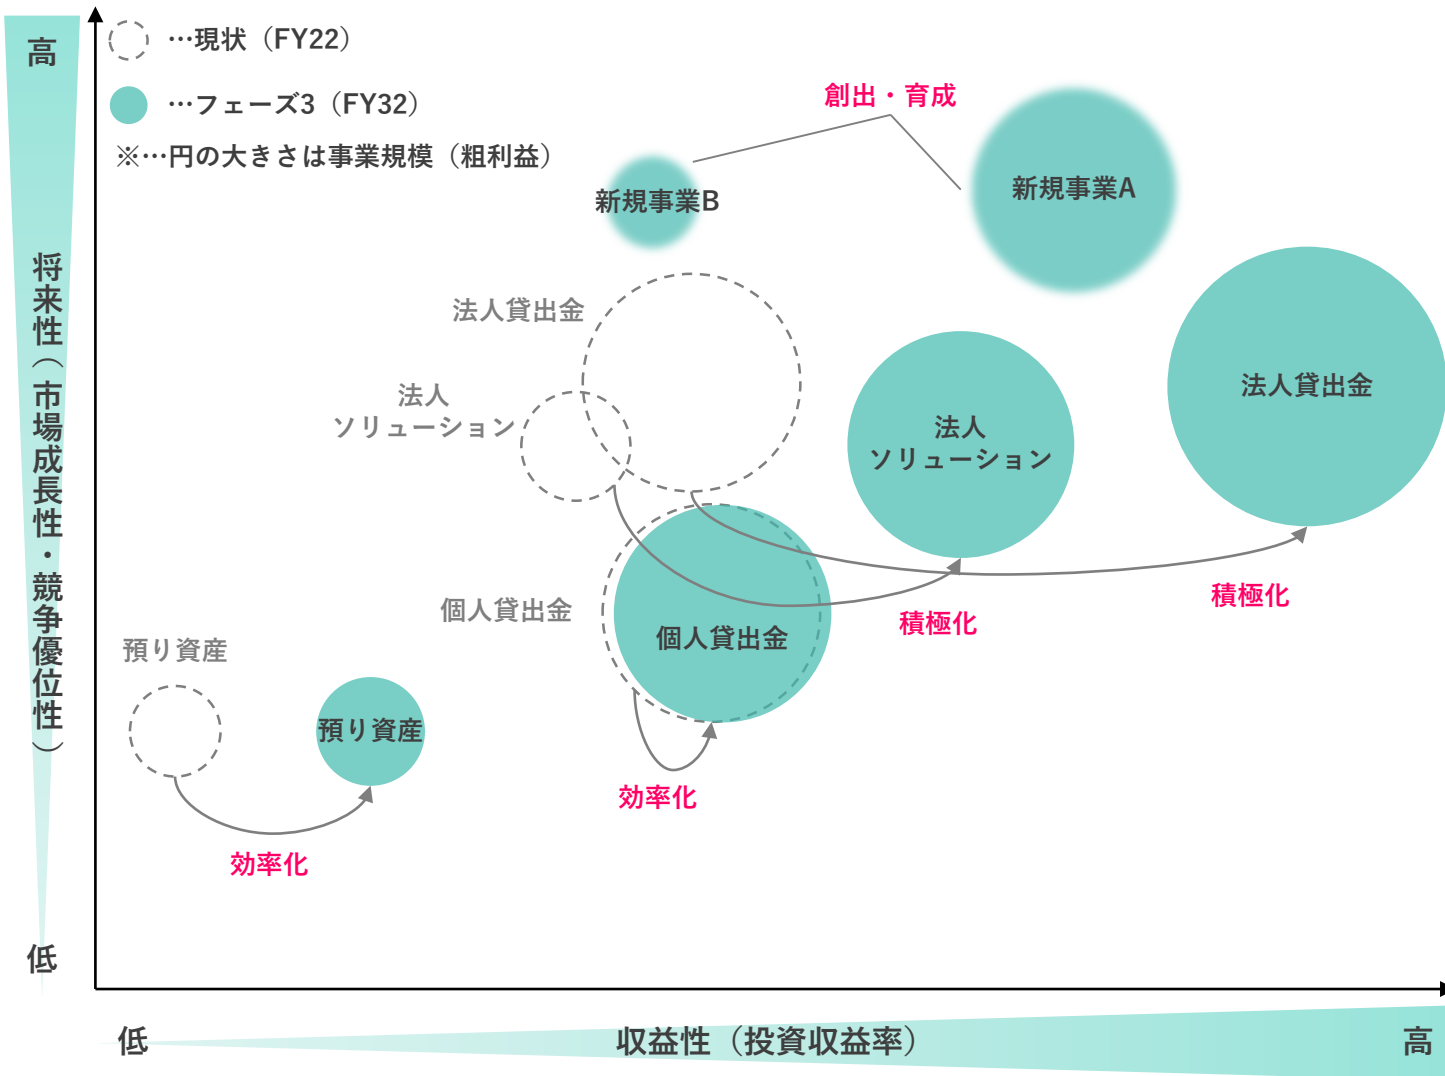 高
…現状（FY22）
…フェーズ3（FY32）
※…円の大きさは事業規模（粗利益）
創出・育成
新規事業B
新規事業A
法人貸出金
法人
ソリューション
法人
ソリューション
法人貸出金
個人貸出金
個人貸出金
積極化
積極化
預り資産
預り資産
効率化
効率化
将来性（市場成長性・競争優位性）
低
低
収益性（投資収益率）
高